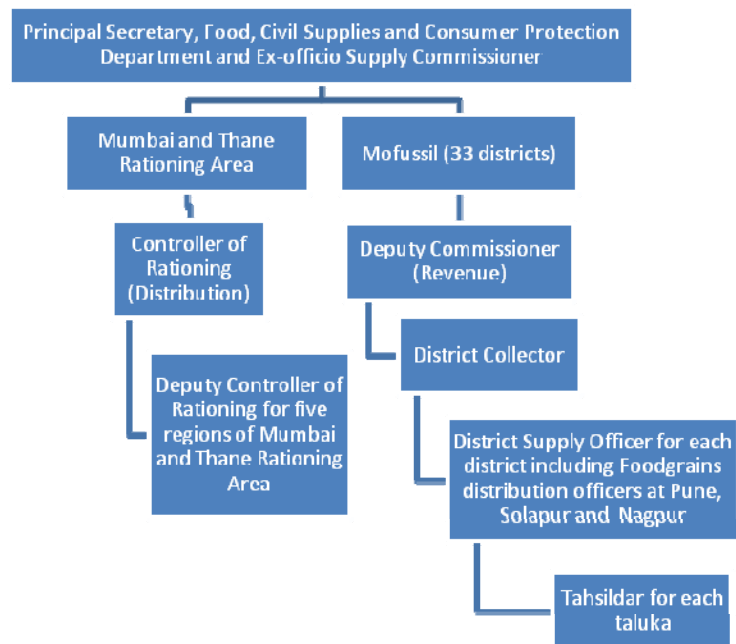 Principal Secretary, Food, Civil Supplies and Consumer Protection
Department and Ex-officio Supply Commissioner
Mumbai and Thane
Rationing Area
Mofussil (33 districts)
Controller of
Rationing
(Distribution)
Deputy Commissioner
(Revenue)
District Collector
Deputy Controller of
Rationing for five
regions of Mumbai
and Thane Rationing
Area
District Supply Officer for each
district including Foodgrains
distribution officers at Pune,
Solapur and Nagpur
Tahsildar for each
taluka